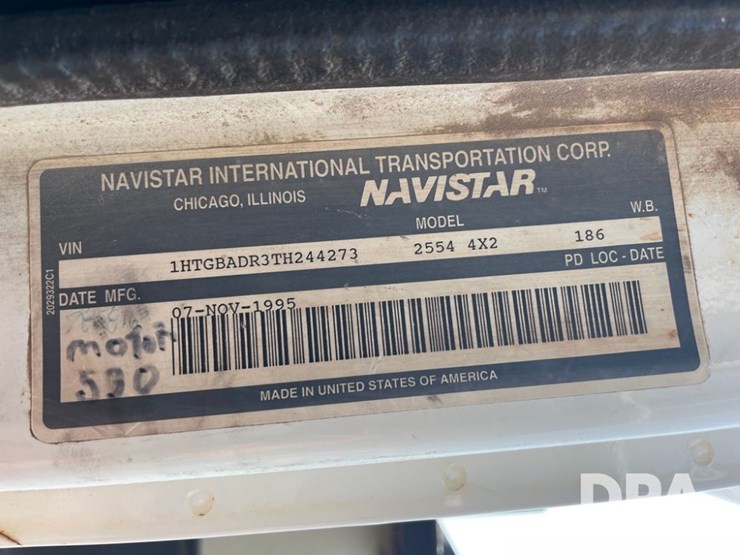 NAVISTAR INTERNATIONAL TRANSPORTATION CORP.
CHICAGO, ILLINOIS NAVISTAR™
VIN MODEL W.B.
1HTGBADR3TH244273 2554 4X2 186
DATE MFG. PD LOC - DATE
07-NOV-1995
motor
530
MADE IN UNITED STATES OF AMERICA
2029322C1
DPA